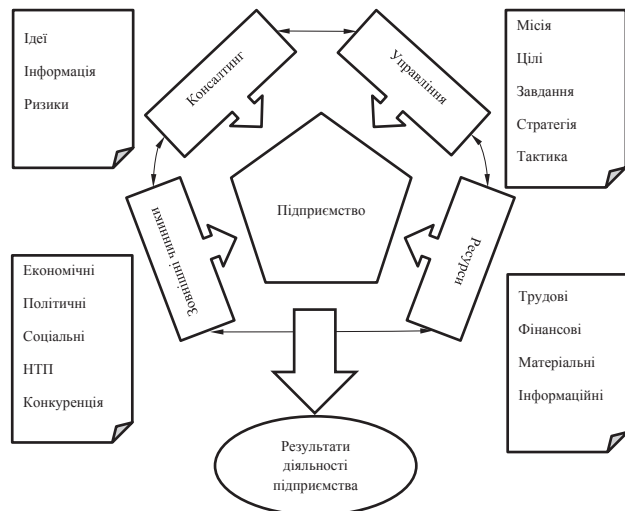 Ідеї
Інформація
Ризики
Консалтинг
Управління
Місія
Цілі
Завдання
Стратегія
Тактика
Підприємство
Зовнішні чинники
Ресурси
Економічні
Політичні
Соціальні
НТП
Конкуренція
Трудові
Фінансові
Матеріальні
Інформаційні
Результати
діяльності
підприємства